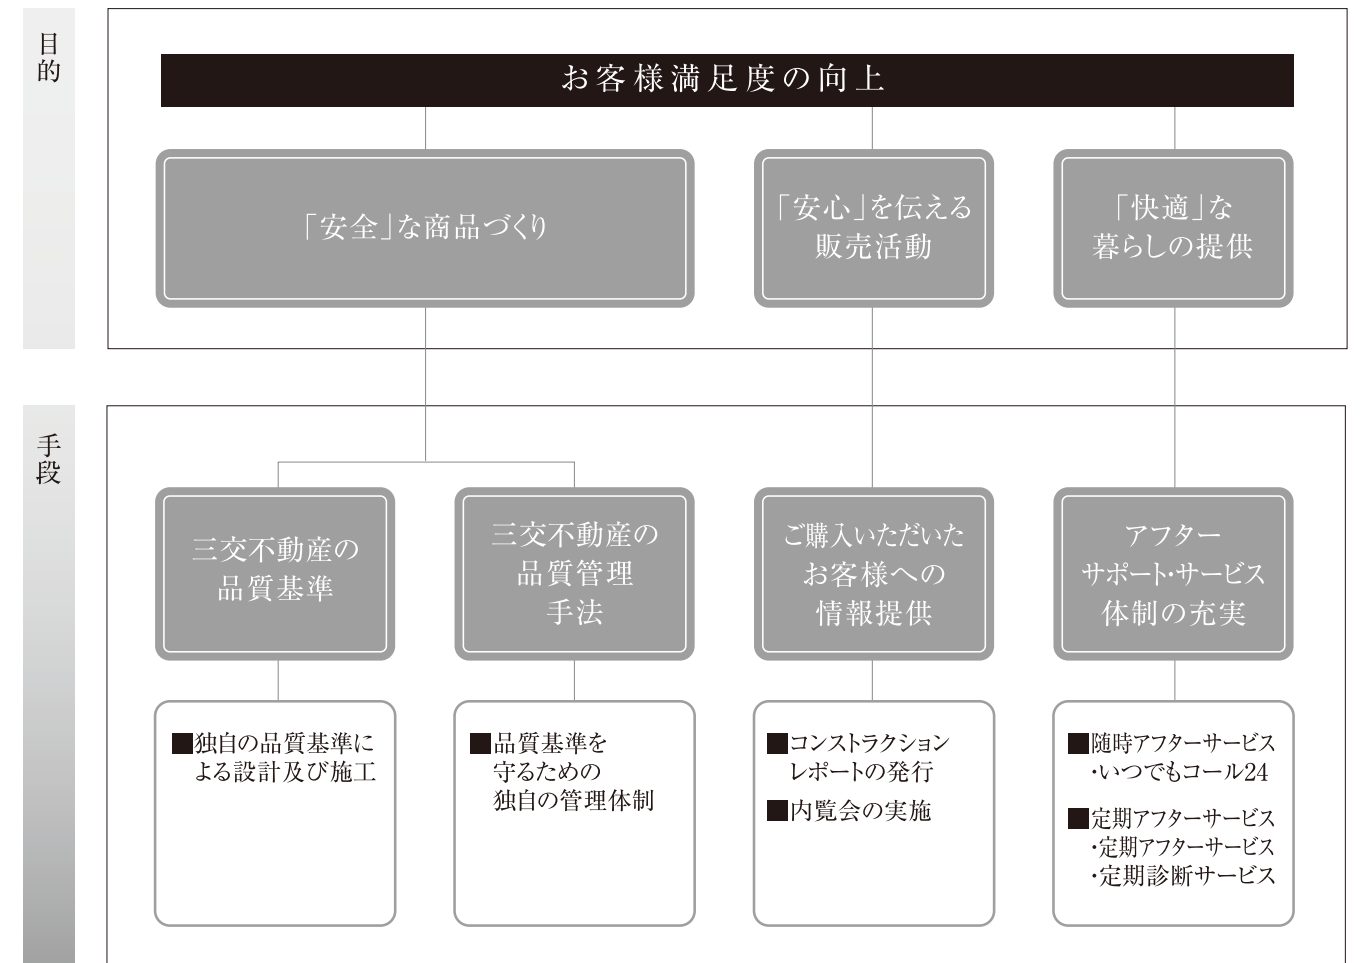 目的
お客様満足度の向上
「安全」な商品づくり
「安心」を伝える
販売活動
「快適」な
暮らしの提供
手段
三交不動産の
品質基準
三交不動産の
品質管理
手法
ご購入いただいた
お客様への
情報提供
アフター
サポート・サービス
体制の充実
■独自の品質基準に
よる設計及び施工
■品質基準を
守るための
独自の管理体制
■コンストラクション
レポートの発行
■内覧会の実施
■随時アフターサービス
・いつでもコール24
■定期アフターサービス
・定期アフターサービス
・定期診断サービス